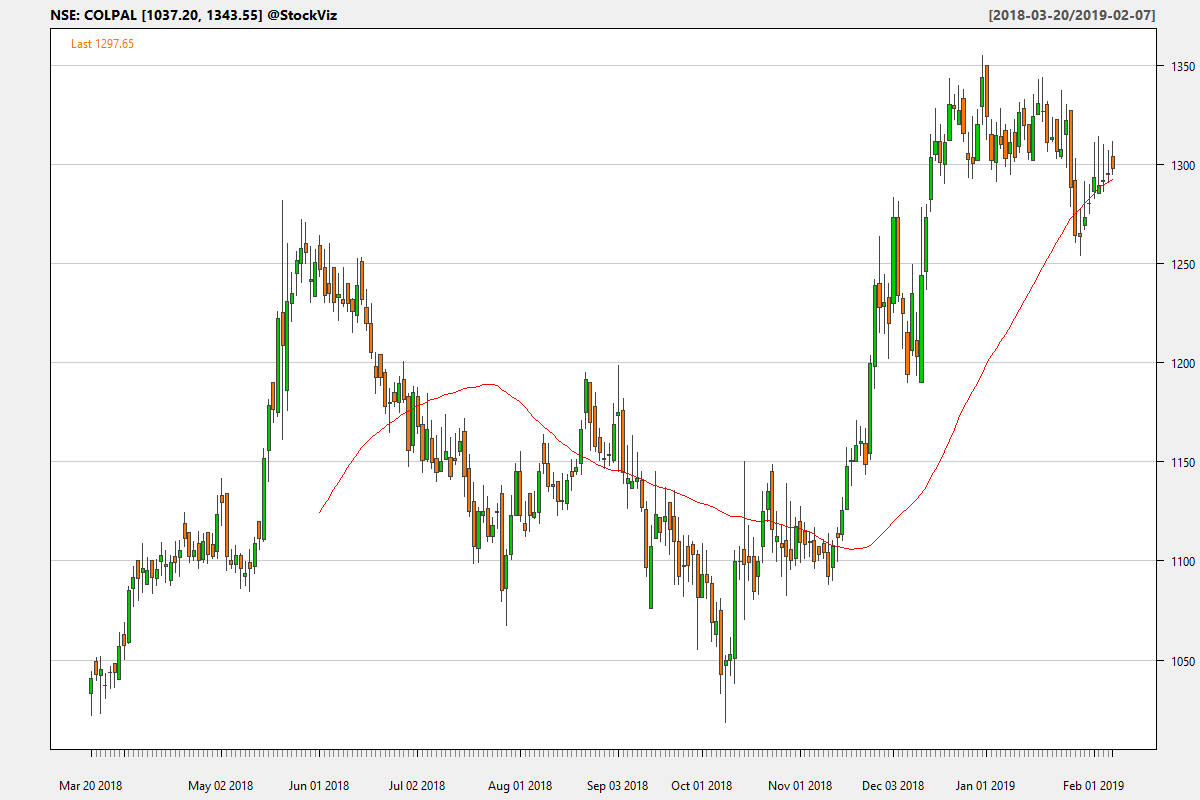 NSE: COLPAL [1037.20, 1343.55] @StockViz [2018-03-20/2019-02-07]
Last 1297.65
1350
1300
1250
1200
1150
1100
1050
Mar 20 2018 May 02 2018 Jun 01 2018 Jul 02 2018 Aug 01 2018 Sep 03 2018 Oct 01 2018 Nov 01 2018 Dec 03 2018 Jan 01 2019 Feb 01 2019